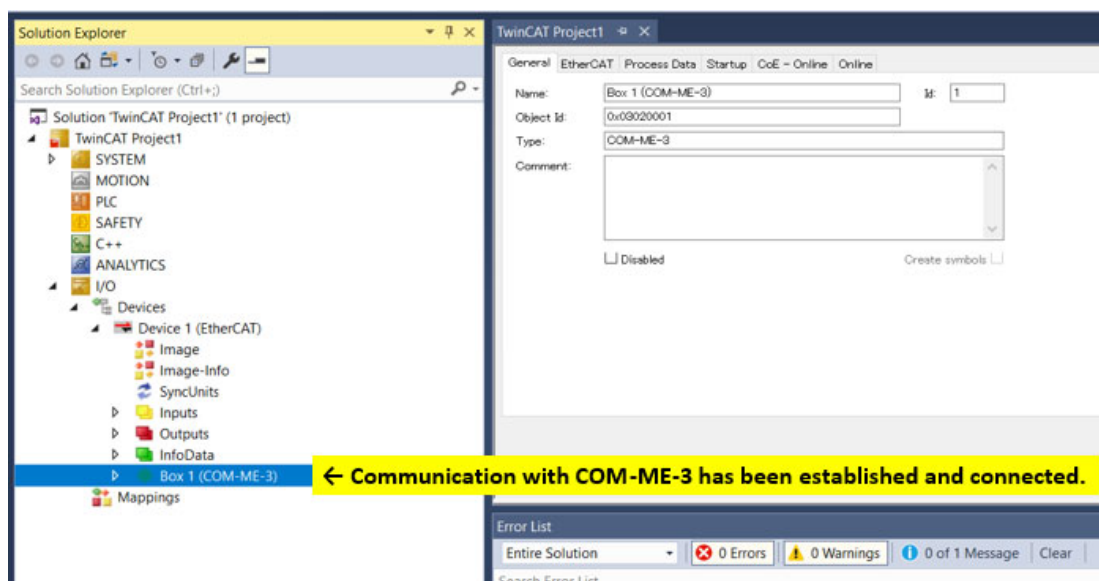 Solution Explorer
Search Solution Explorer (Ctrl+;)
Solution 'TwinCAT Project1' (1 project)
TwinCAT Project1
SYSTEM
MOTION
PLC
SAFETY
C++
ANALYTICS
I/O
Devices
Device 1 (EtherCAT)
Image
Image-Info
SyncUnits
Inputs
Outputs
InfoData
Box 1 (COM-ME-3)
Mappings
← Communication with COM-ME-3 has been established and connected.
TwinCAT Project1
General EtherCAT Process Data Startup CoE - Online Online
Name: Box 1 (COM-ME-3) Id: 1
Object Id: 0x03020001
Type: COM-ME-3
Comment:
Disabled Create symbols
Error List
Entire Solution 0 Errors 0 Warnings 0 of 1 Message Clear
Search Error List